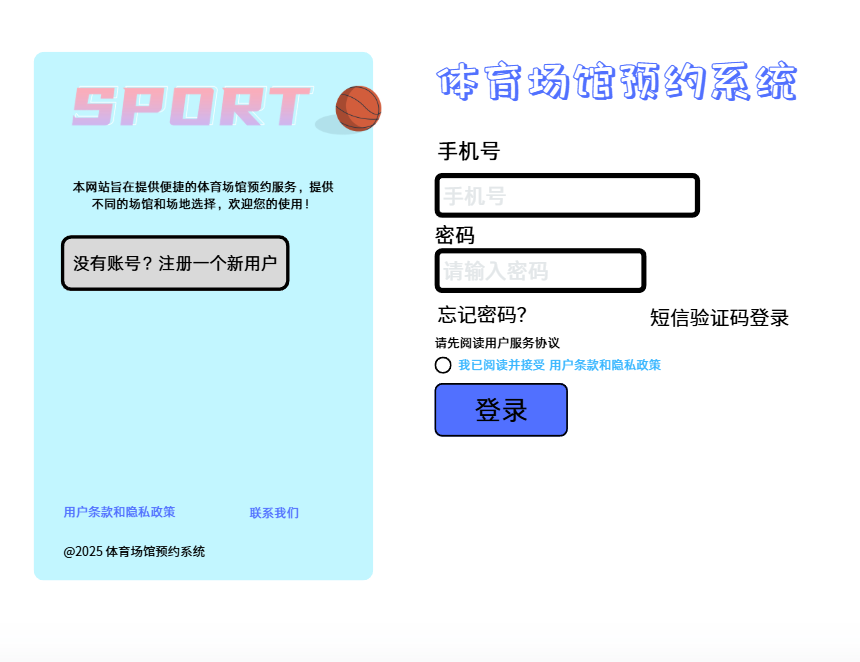 SPORT
本网站旨在提供便捷的体育场馆预约服务，提供
不同的场馆和场地选择，欢迎您的使用！
没有账号？注册一个新用户
用户条款和隐私政策
联系我们
@2025 体育场馆预约系统
体育场馆预约系统
手机号
手机号
密码
请输入密码
忘记密码？
短信验证码登录
请先阅读用户服务协议
我已阅读并接受 用户条款和隐私政策
登录